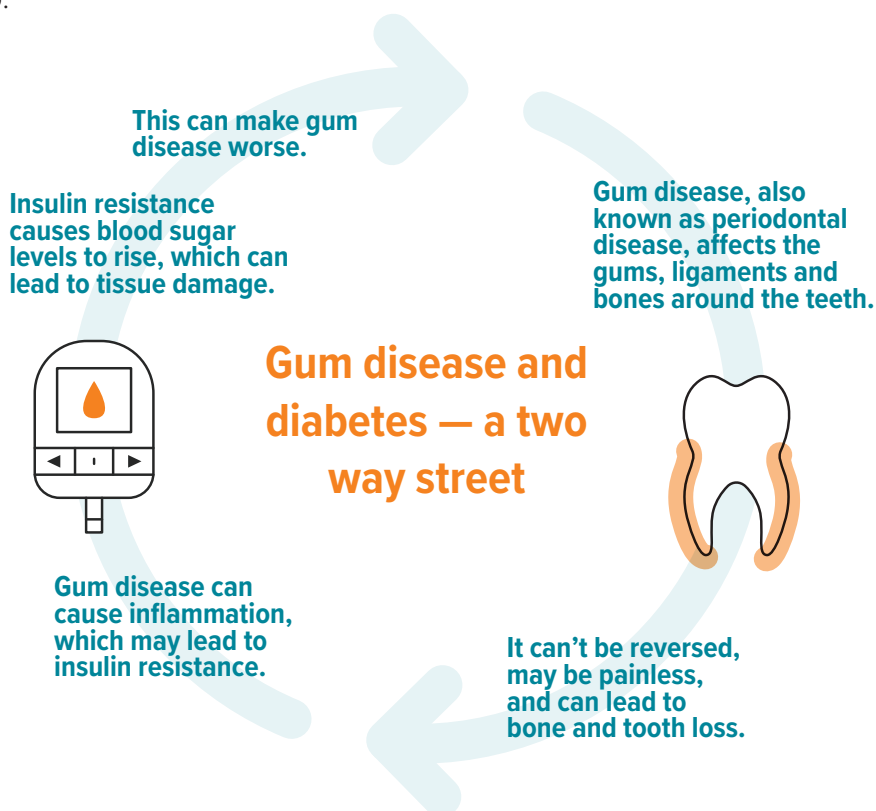 Gum disease and
diabetes — a two
way street
Gum disease, also
known as periodontal
disease, affects the
gums, ligaments and
bones around the teeth.
It can’t be reversed,
may be painless,
and can lead to
bone and tooth loss.
Gum disease can
cause inflammation,
which may lead to
insulin resistance.
Insulin resistance
causes blood sugar
levels to rise, which can
lead to tissue damage.
This can make gum
disease worse.